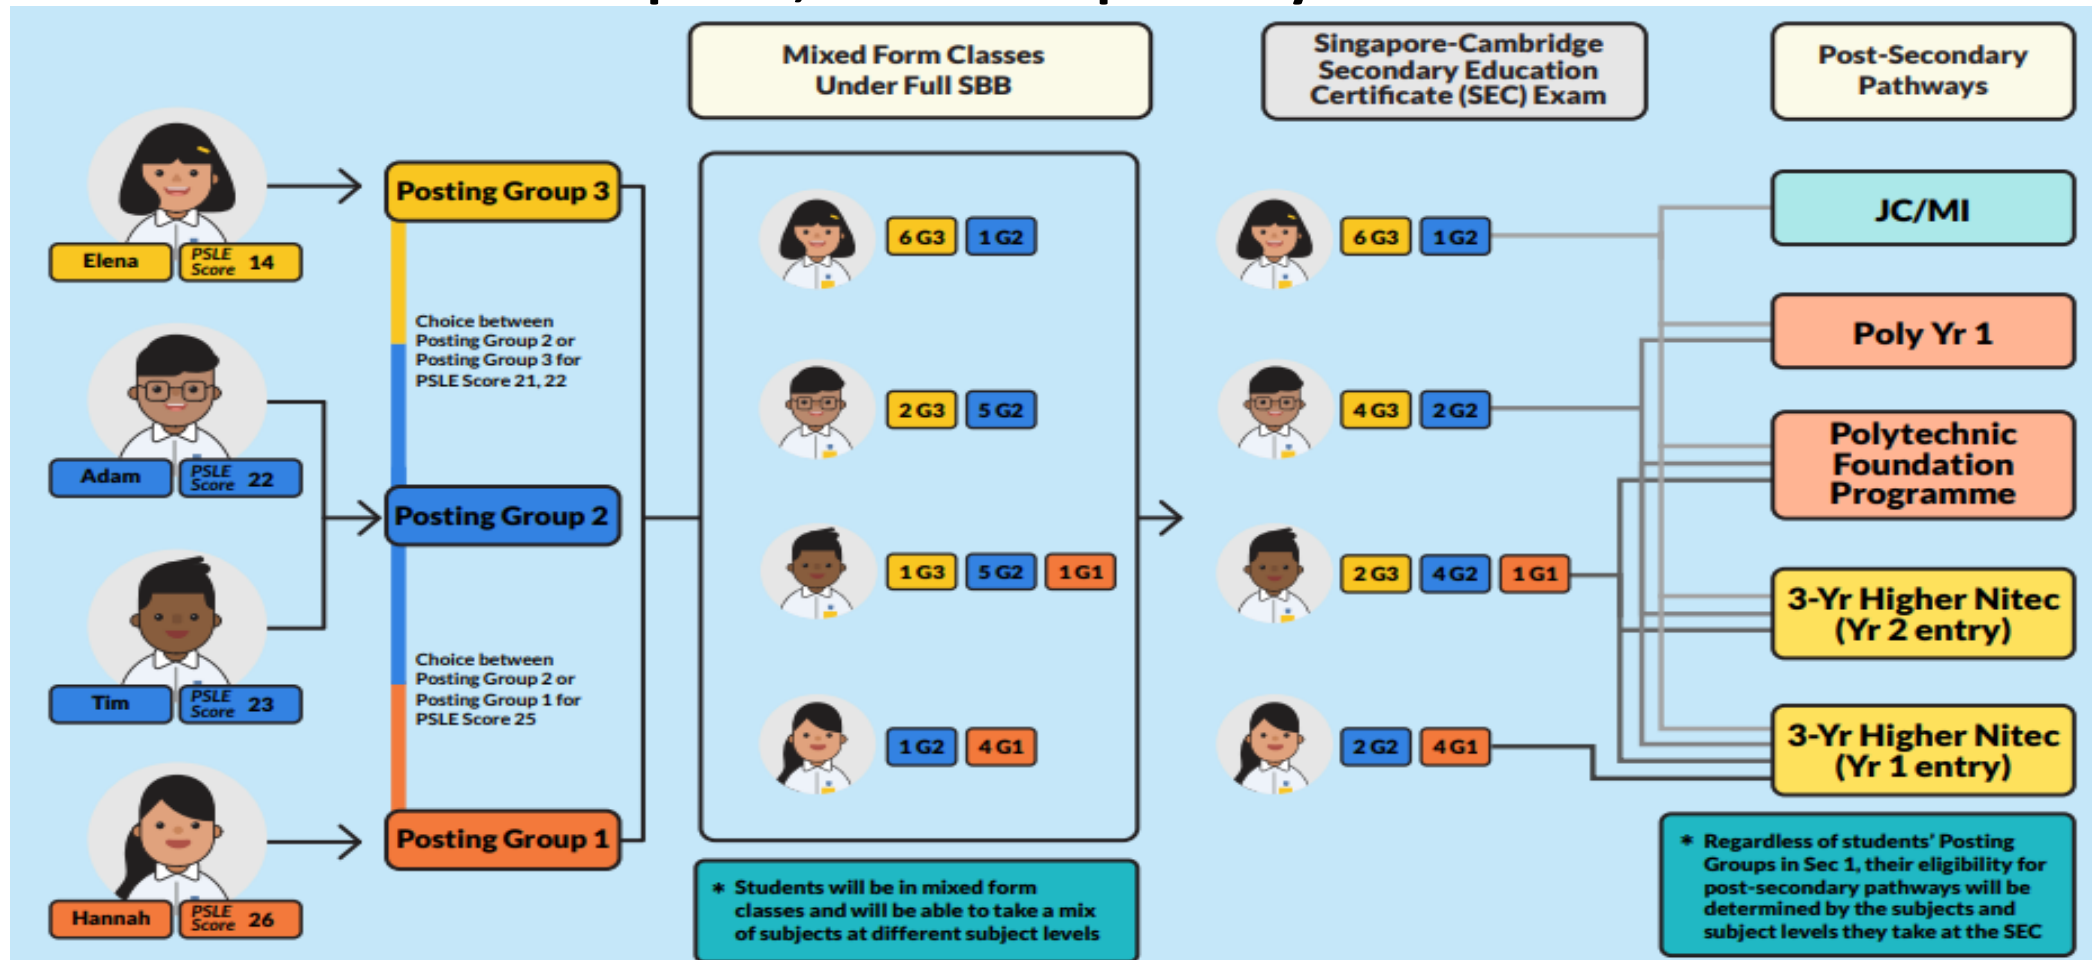 Mixed Form Classes
Under Full SBB
Singapore-Cambridge
Secondary Education
Certificate (SEC) Exam
Post-Secondary
Pathways
Elena
PSLE
Score 14
Adam
PSLE
Score 22
Tim
PSLE
Score 23
Hannah
PSLE
Score 26
Posting Group 3
Choice between
Posting Group 2 or
Posting Group 3 for
PSLE Score 21, 22
Posting Group 2
Choice between
Posting Group 2 or
Posting Group 1 for
PSLE Score 25
Posting Group 1
6 G3 1 G2
2 G3 5 G2
1 G3 5 G2 1 G1
1 G2 4 G1
* Students will be in mixed form
classes and will be able to take a mix
of subjects at different subject levels
6 G3 1 G2
4 G3 2 G2
2 G3 4 G2 1 G1
2 G2 4 G1
JC/MI
Poly Yr 1
Polytechnic
Foundation
Programme
3-Yr Higher Nitec
(Yr 2 entry)
3-Yr Higher Nitec
(Yr 1 entry)
* Regardless of students' Posting
Groups in Sec 1, their eligibility for
post-secondary pathways will be
determined by the subjects and
subject levels they take at the SEC